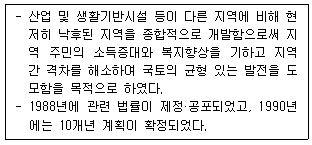 - 산업 및 생활기반시설 등이 다른 지역에 비해 현
저히 낙후된 지역을 종합적으로 개발함으로써 지
역 주민의 소득증대와 복지향상을 기하고 지역
간 격차를 해소하여 국토의 균형 있는 발전을 도
모함을 목적으로 하였다.
- 1988년에 관련 법률이 제정·공포되었고, 1990년
에는 10개년 계획이 확정되었다.